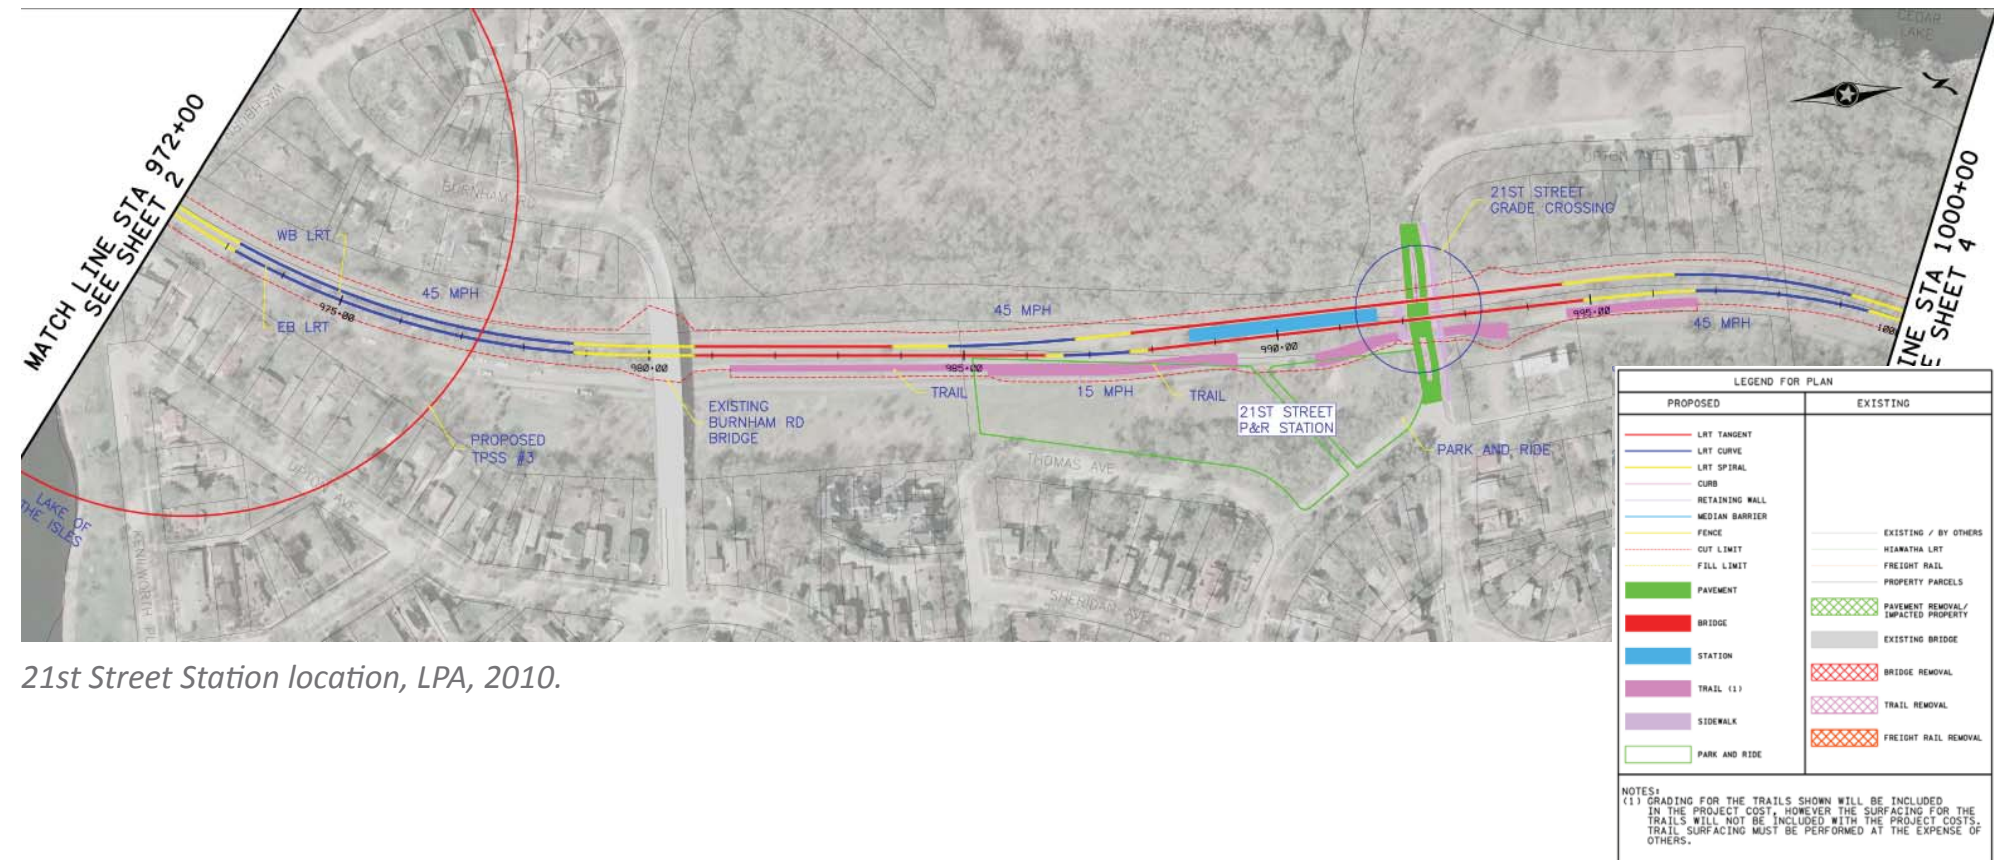 MATCH LINE STA 972+00
SEE SHEET 2
CEDAR
LAKE
WASHBURN
BURNHAM RD
WB LRT
45 MPH
975+00
EB LRT
PROPOSED
TPSS #3
LAKE OF
THE ISLES
KENILWORTH PL
UPTON AVE
980+00
EXISTING
BURNHAM RD
BRIDGE
985+00
TRAIL
45 MPH
15 MPH
TRAIL
THOMAS AVE
SHERIDAN AVE
990+00
21ST STREET
P&R STATION
PARK AND RIDE
21ST STREET
GRADE CROSSING
UPTON AVE S
995+00
45 MPH
INE STA 1000+00
E SHEET 4
LEGEND FOR PLAN
PROPOSED
EXISTING
LRT TANGENT
LRT CURVE
LRT SPIRAL
CURB
RETAINING WALL
MEDIAN BARRIER
FENCE
CUT LIMIT
FILL LIMIT
PAVEMENT
BRIDGE
STATION
TRAIL (1)
SIDEWALK
PARK AND RIDE
EXISTING / BY OTHERS
HIAWATHA LRT
FREIGHT RAIL
PROPERTY PARCELS
PAVEMENT REMOVAL/
IMPACTED PROPERTY
EXISTING BRIDGE
BRIDGE REMOVAL
TRAIL REMOVAL
FREIGHT RAIL REMOVAL
NOTES:
(1) GRADING FOR THE TRAILS SHOWN WILL BE INCLUDED
IN THE PROJECT COST, HOWEVER THE SURFACING FOR THE
TRAILS WILL NOT BE INCLUDED WITH THE PROJECT COSTS.
TRAIL SURFACING MUST BE PERFORMED AT THE EXPENSE OF
OTHERS.
21st Street Station location, LPA, 2010.